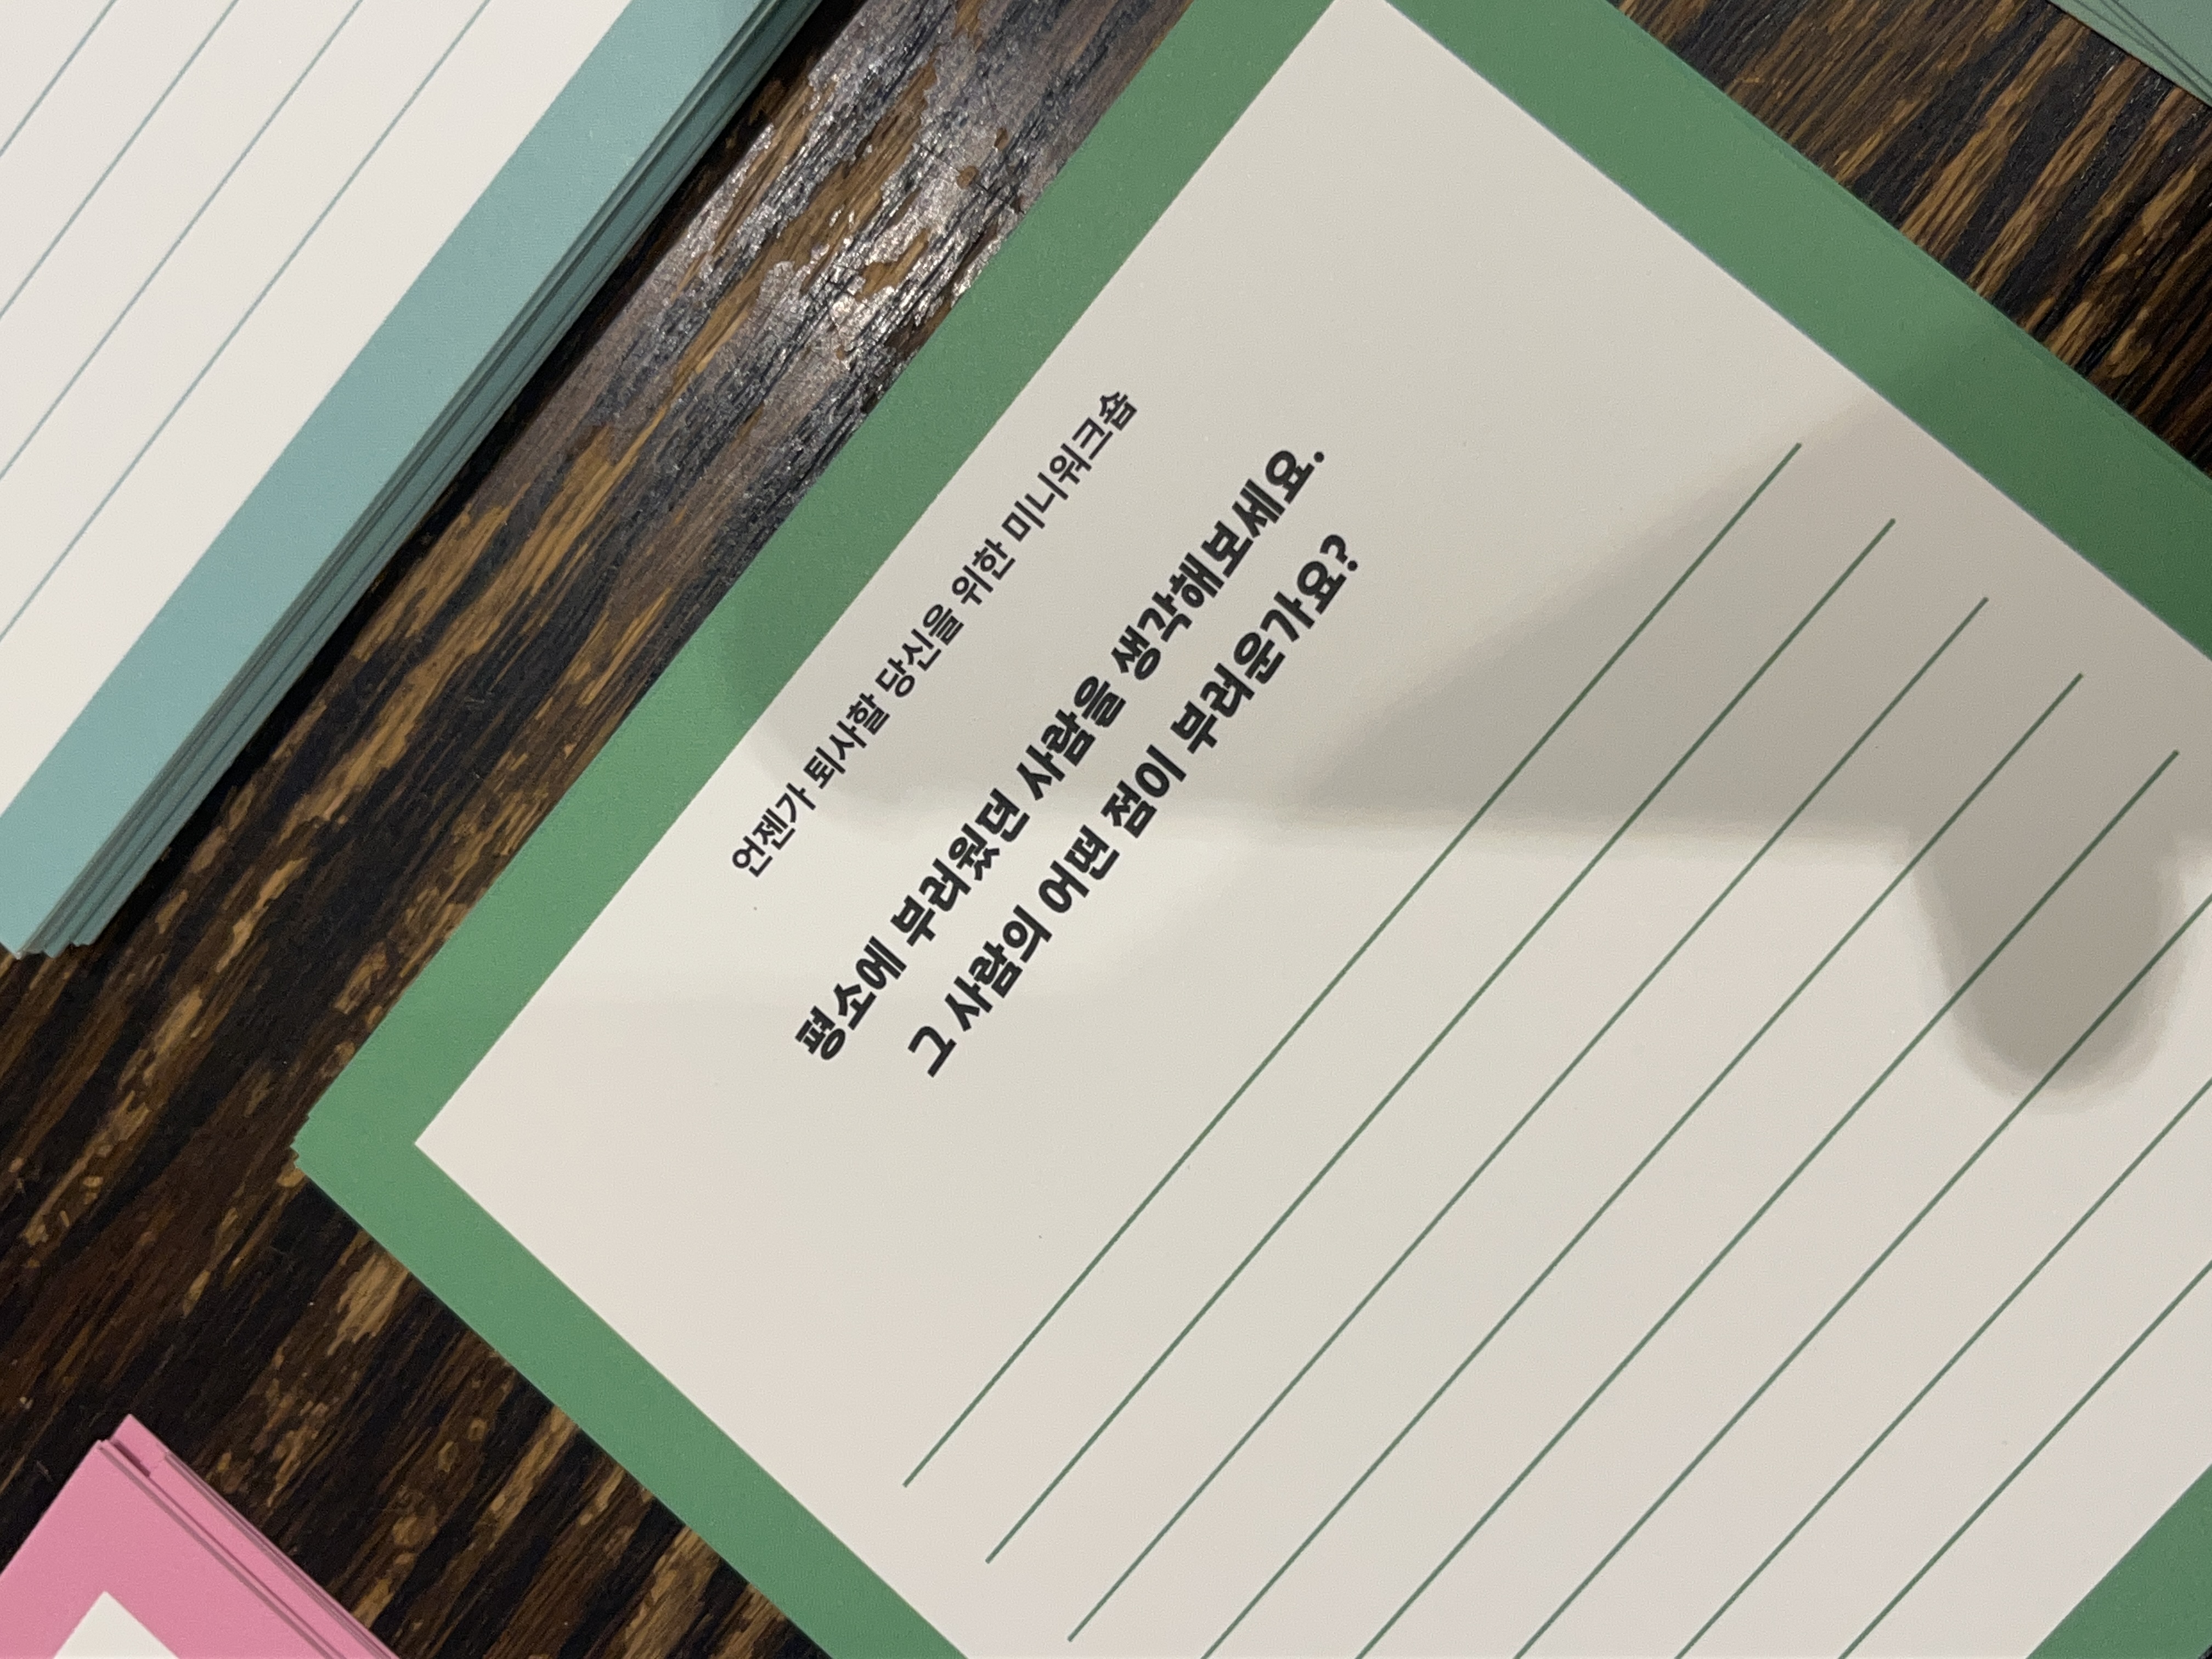 언젠가 퇴사할 당신을 위한 미니워크숍
평소에 부러웠던 사람을 생각해보세요.
그 사람의 어떤 점이 부러운가요?